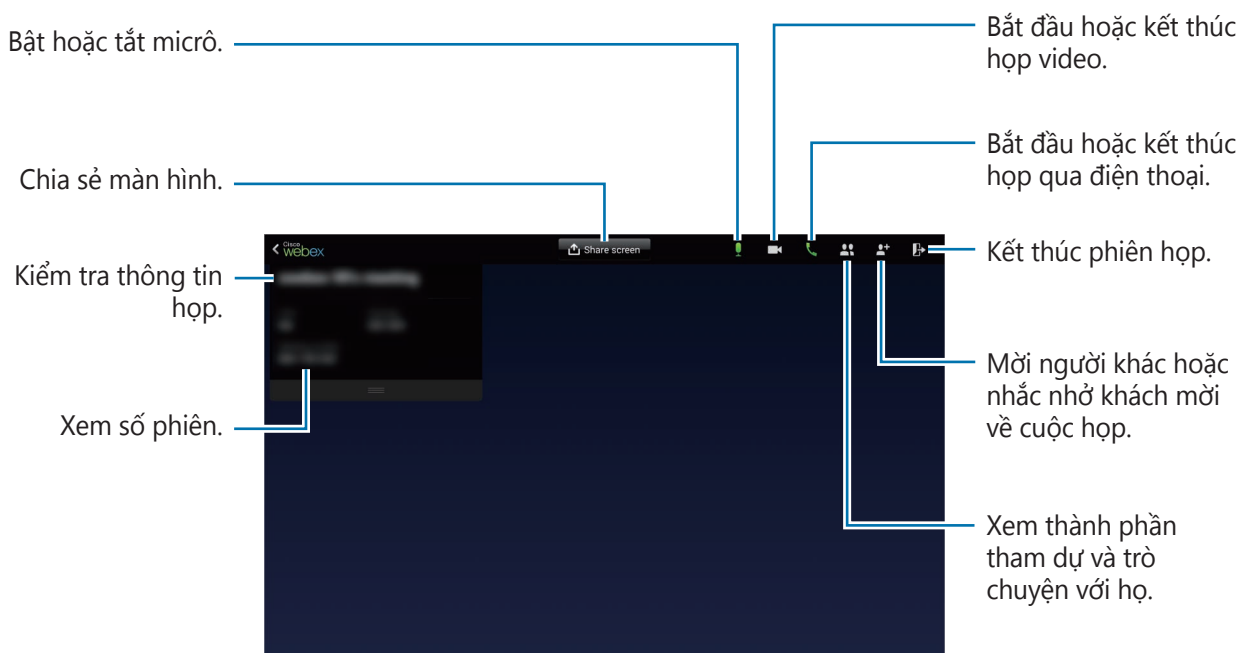 Bật hoặc tắt micrô.
Chia sẻ màn hình.
Kiểm tra thông tin
họp.
Xem số phiên.
Cisco
webex
Share screen
Bắt đầu hoặc kết thúc
họp video.
Bắt đầu hoặc kết thúc
họp qua điện thoại.
Kết thúc phiên họp.
Mời người khác hoặc
nhắc nhở khách mời
về cuộc họp.
Xem thành phần
tham dự và trò
chuyện với họ.